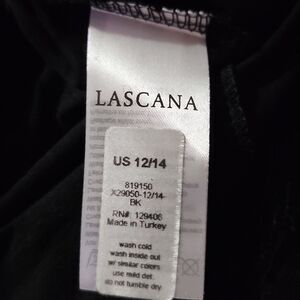 LASCANA
US 12/14
819150
X29050-12/14-
BK
RN#: 129406
Made in Turkey
wash cold
wash inside out
w/ similar colors
use mild det
do not tumble dry